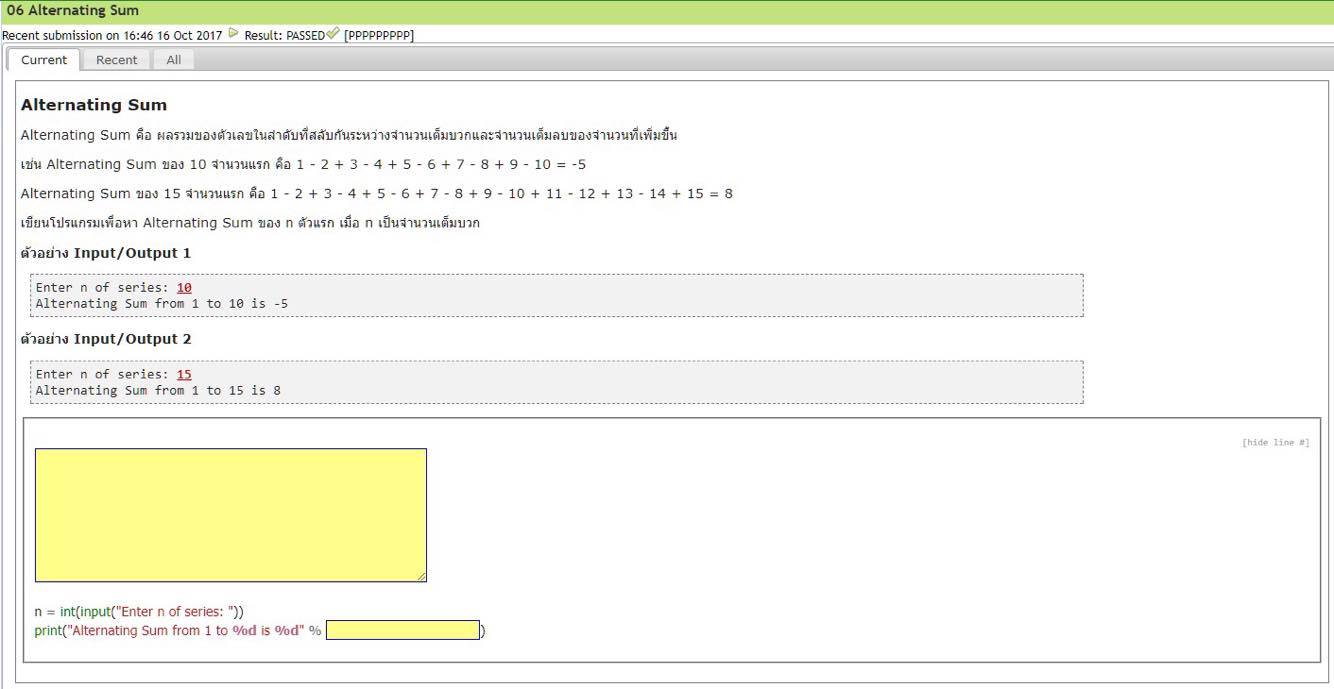 06 Alternating Sum
Recent submission on 16:46 16 Oct 2017 Result: PASSED [PPPPPPPPP]
Current Recent All
Alternating Sum
Alternating Sum คือ ผลรวมของตัวเลขในลำดับที่สลับกันระหว่างจำนวนเต็มบวกและจำนวนเต็มลบของจำนวนที่เพิ่มขึ้น
เช่น Alternating Sum ของ 10 จำนวนแรก คือ 1 - 2 + 3 - 4 + 5 - 6 + 7 - 8 + 9 - 10 = -5
Alternating Sum ของ 15 จำนวนแรก คือ 1 - 2 + 3 - 4 + 5 - 6 + 7 - 8 + 9 - 10 + 11 - 12 + 13 - 14 + 15 = 8
เขียนโปรแกรมเพื่อหา Alternating Sum ของ n ตัวแรก เมื่อ n เป็นจำนวนเต็มบวก
ตัวอย่าง Input/Output 1
Enter n of series: 10
Alternating Sum from 1 to 10 is -5
ตัวอย่าง Input/Output 2
Enter n of series: 15
Alternating Sum from 1 to 15 is 8
[hide line #]
n = int(input("Enter n of series: "))
print("Alternating Sum from 1 to %d is %d" % )